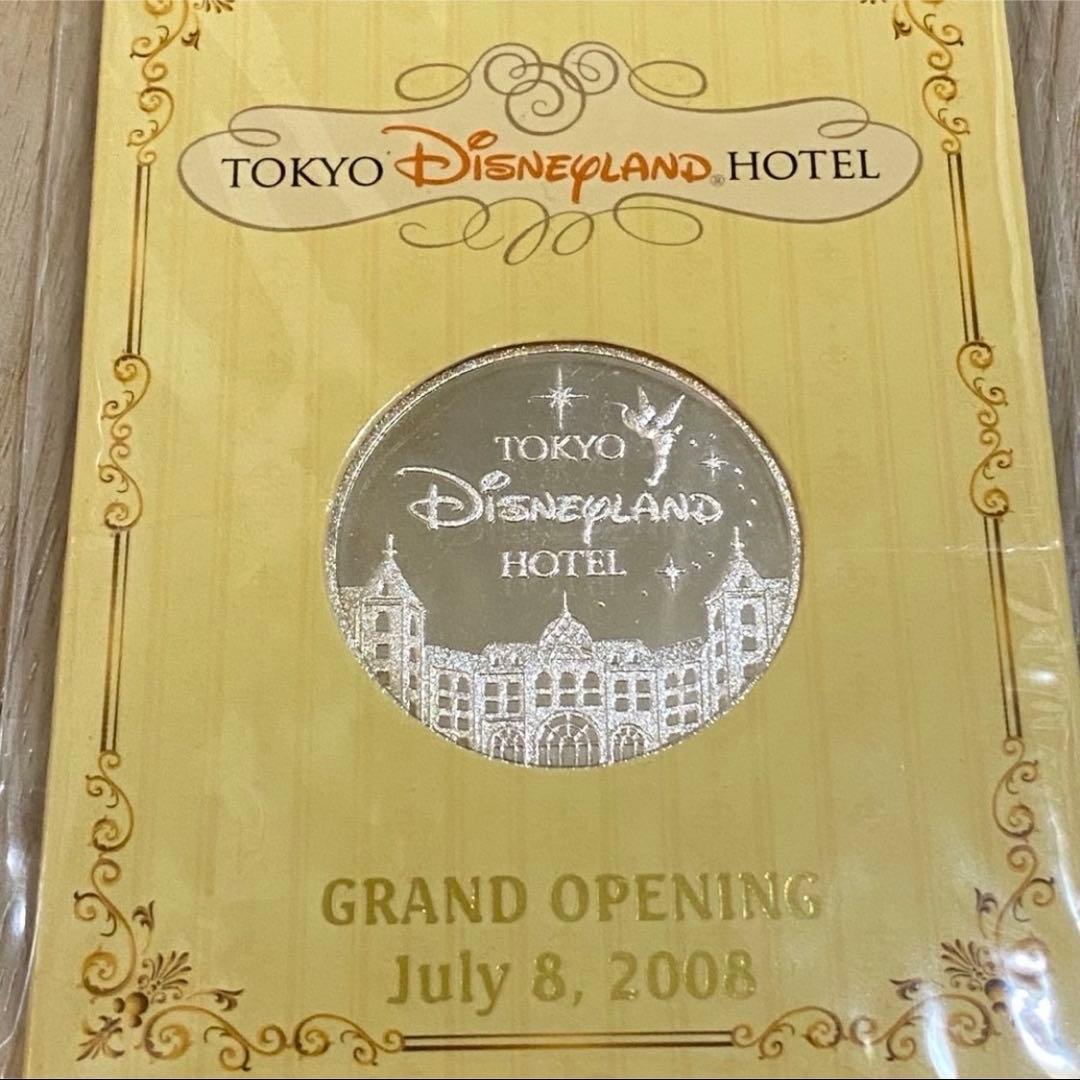 TOKYO DISNEYLAND® HOTEL
TOKYO
DISNEYLAND
HOTEL
GRAND OPENING
July 8, 2008